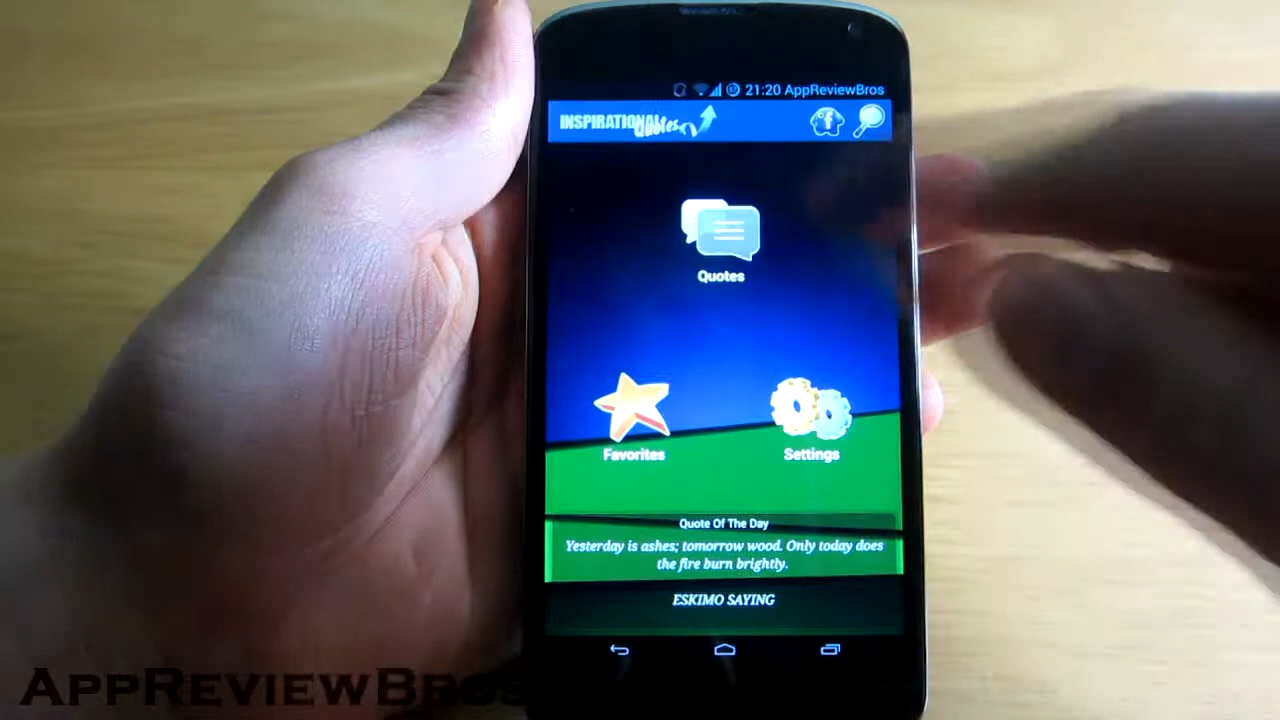 21:20 AppReviewBros
INSPIRATIONAL
Quotes
Quotes
Favorites
Settings
Quote Of The Day
Yesterday is ashes; tomorrow wood. Only today does
the fire burn brightly.
ESKIMO SAYING
AppReviewBros